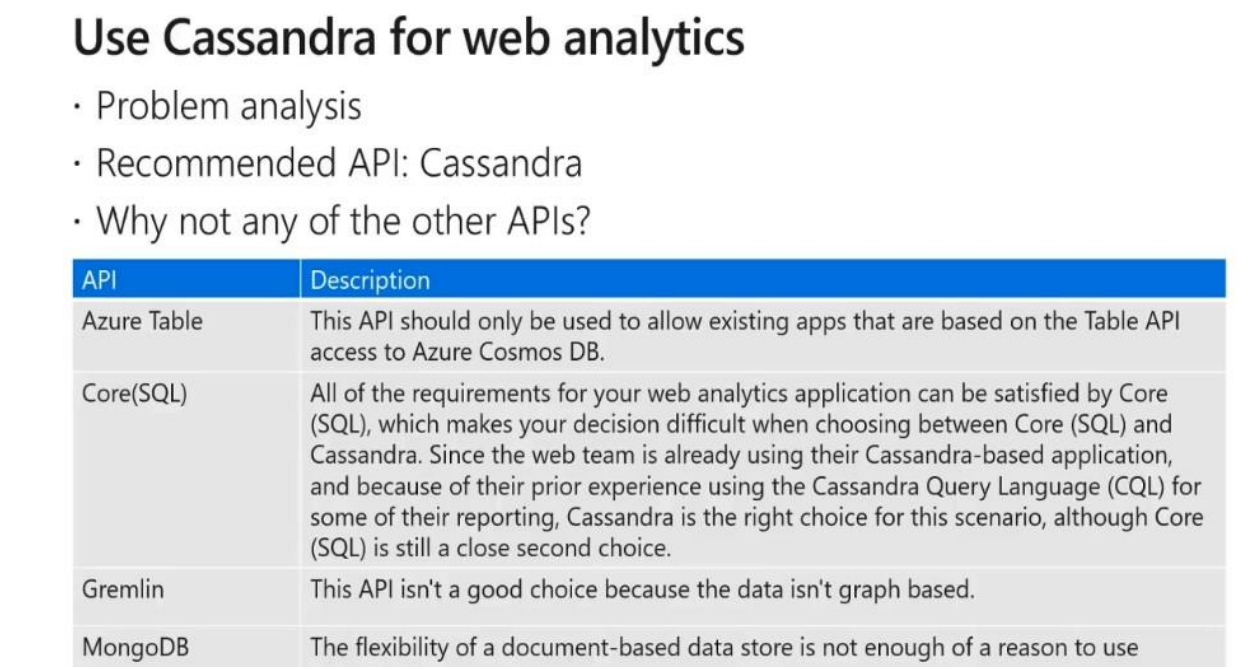 Use Cassandra for web analytics
· Problem analysis
· Recommended API: Cassandra
· Why not any of the other APIs?
API Description
Azure Table This API should only be used to allow existing apps that are based on the Table API
access to Azure Cosmos DB.
Core(SQL) All of the requirements for your web analytics application can be satisfied by Core
(SQL), which makes your decision difficult when choosing between Core (SQL) and
Cassandra. Since the web team is already using their Cassandra-based application,
and because of their prior experience using the Cassandra Query Language (CQL) for
some of their reporting, Cassandra is the right choice for this scenario, although Core
(SQL) is still a close second choice.
Gremlin This API isn't a good choice because the data isn't graph based.
MongoDB The flexibility of a document-based data store is not enough of a reason to use